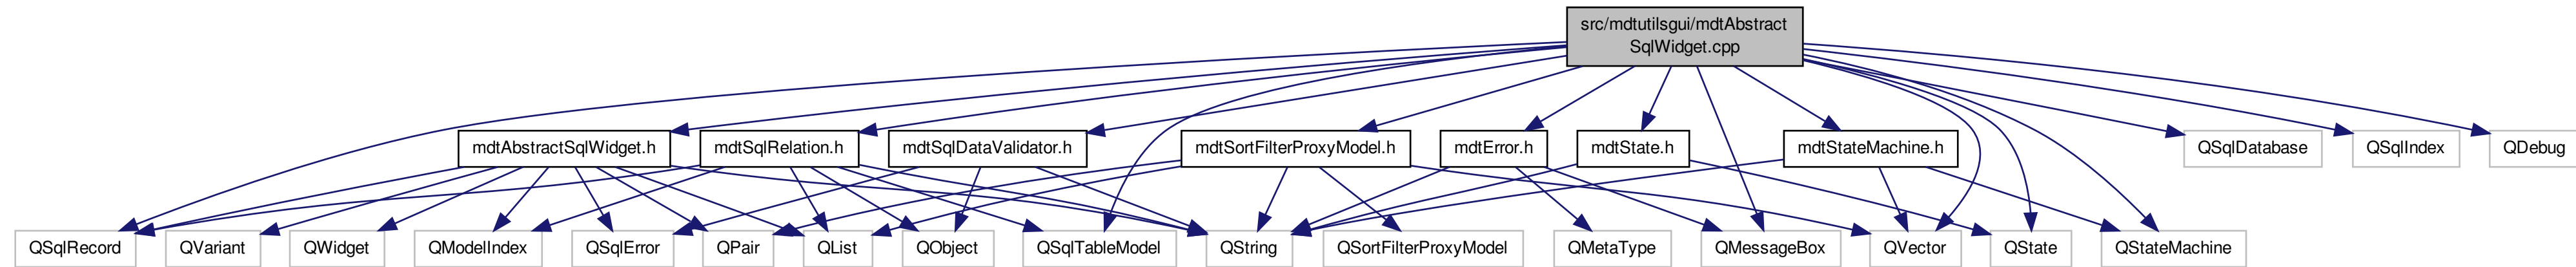 src/mdtutilsgui/mdtAbstract
SqlWidget.cpp
mdtAbstractSqlWidget.h
mdtSqlRelation.h
mdtSqlDataValidator.h
mdtSortFilterProxyModel.h
mdtError.h
mdtState.h
mdtStateMachine.h
QSqlDatabase
QSqlIndex
QDebug
QSqlRecord
QVariant
QWidget
QModelIndex
QSqlError
QPair
QList
QObject
QSqlTableModel
QString
QSortFilterProxyModel
QMetaType
QMessageBox
QVector
QState
QStateMachine